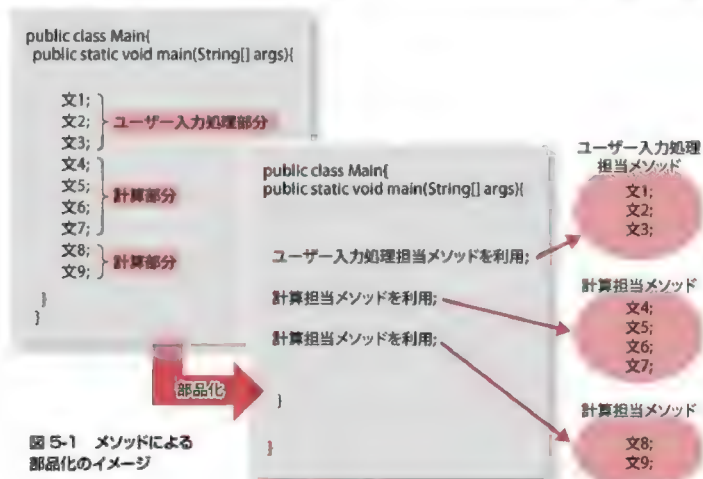 public class Main{
public static void main(String[] args){
文1;
文2;
文3;
ユーザー入力処理部分
文4;
文5;
文6;
文7;
計算部分
文8;
文9;
計算部分
}
}
部品化
public class Main{
public static void main(String[] args){
ユーザー入力処理担当メソッドを利用;
計算担当メソッドを利用;
計算担当メソッドを利用;
}
}
ユーザー入力処理
担当メソッド
文1;
文2;
文3;
計算担当メソッド
文4;
文5;
文6;
文7;
計算担当メソッド
文8;
文9;
図 5-1 メソッドによる
部品化のイメージ